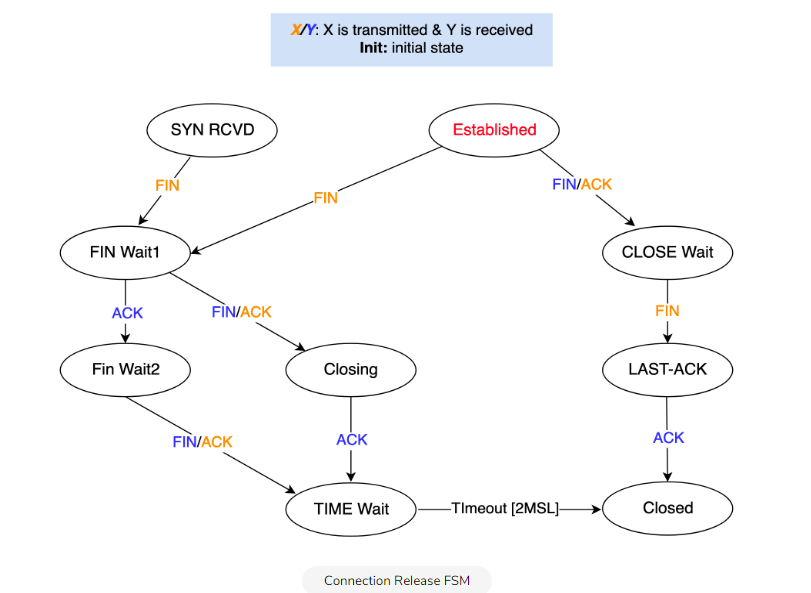 X/Y: X is transmitted & Y is received
Init: initial state
SYN RCVD
Established
FIN
FIN/ACK
FIN
FIN Wait1
CLOSE Wait
ACK
FIN/ACK
FIN
Fin Wait2
Closing
LAST-ACK
FIN/ACK
ACK
ACK
TIME Wait
TImeout [2MSL]
Closed
Connection Release FSM